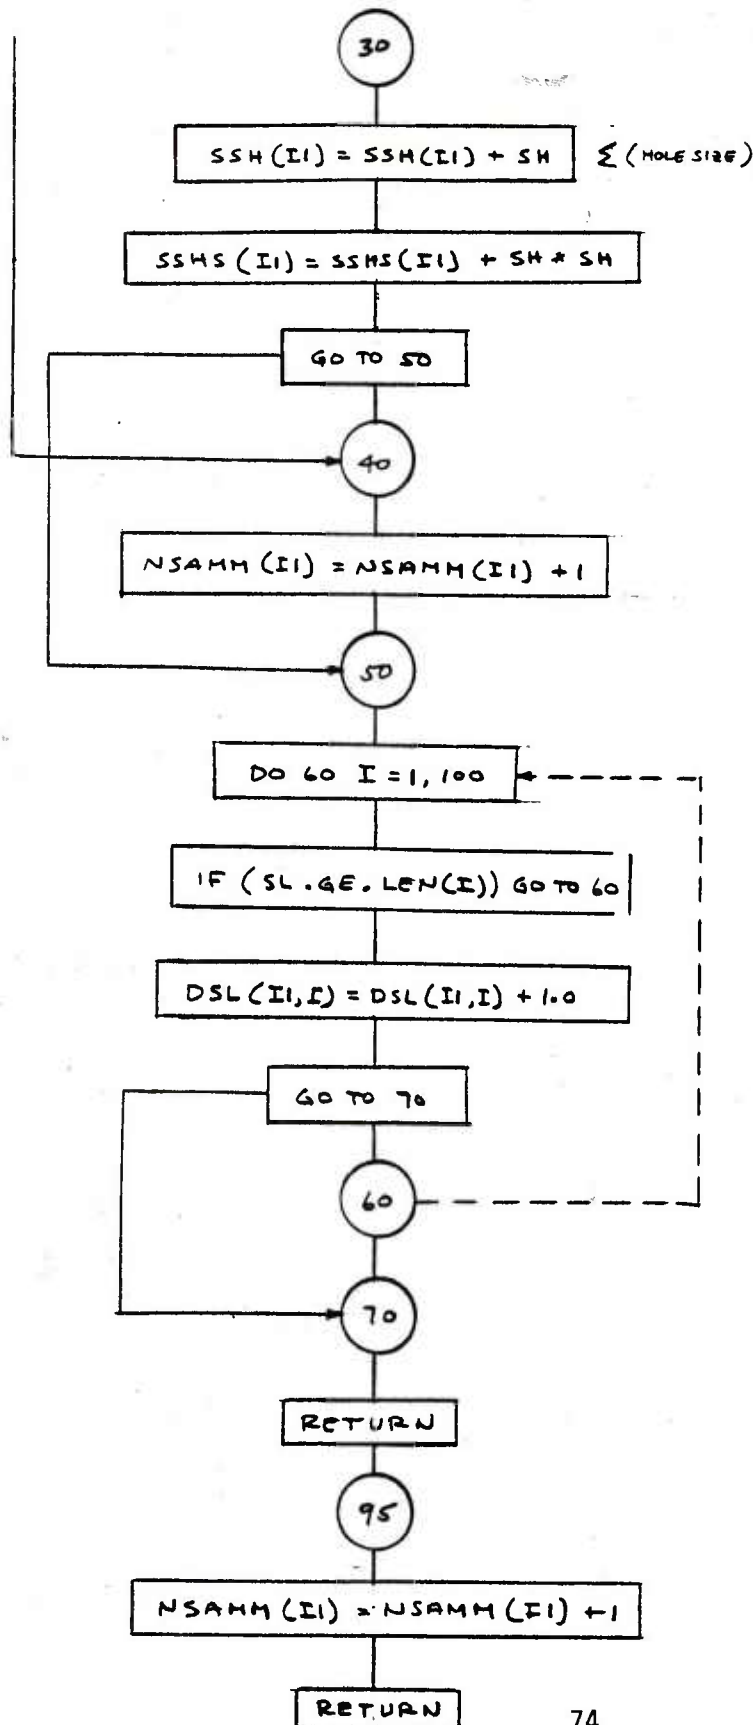 30
SSH(I1) = SSH(I1) + SH Σ (HOLE SIZE)
SSHS(I1) = SSHS(I1) + SH * SH
GO TO 50
40
NSAMM(I1) = NSAMM(I1) + 1
50
DO 60 I = 1, 100
IF (SL.GE.LEN(I)) GO TO 60
DSL(I1,I) = DSL(I1,I) + 1.0
GO TO 70
60
70
RETURN
95
NSAMM(I1) = NSAMM(I1) + 1
RETURN
74